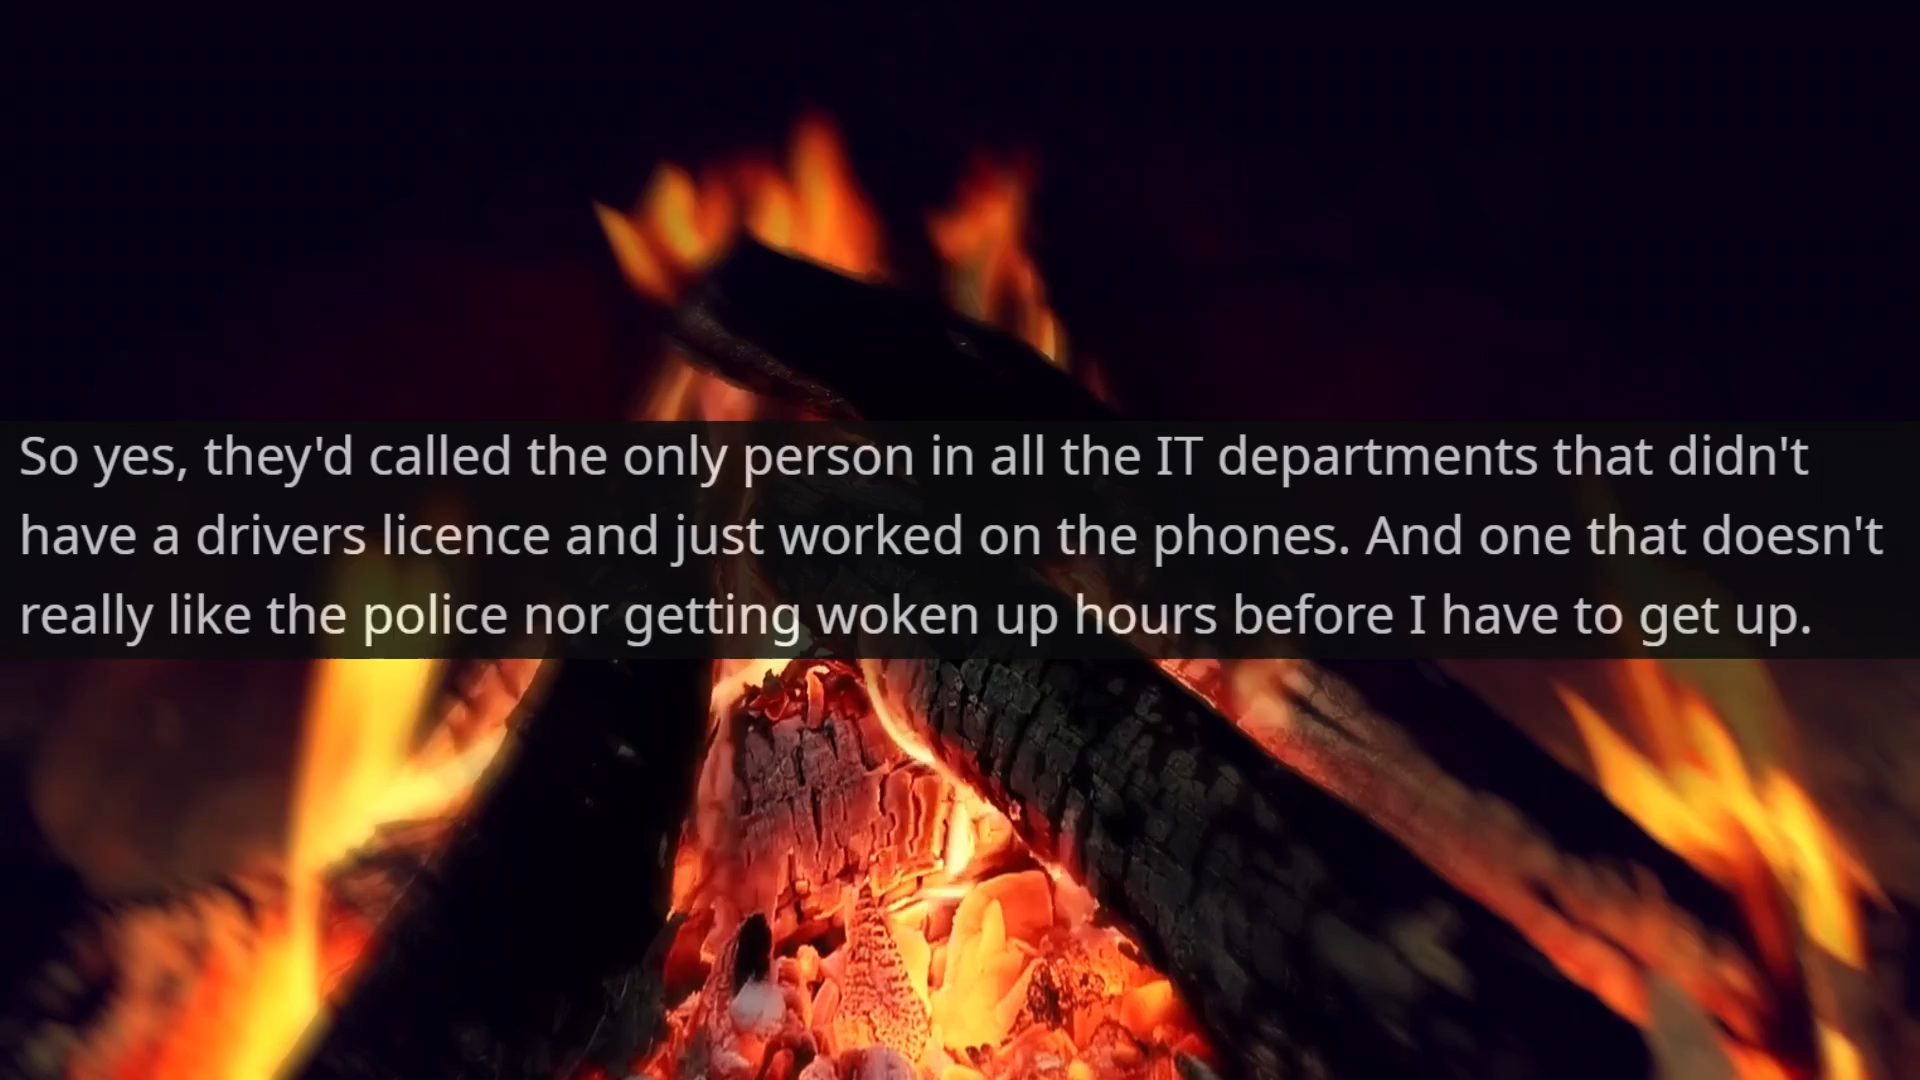 So yes, they'd called the only person in all the IT departments that didn't
have a drivers licence and just worked on the phones. And one that doesn't
really like the police nor getting woken up hours before I have to get up.